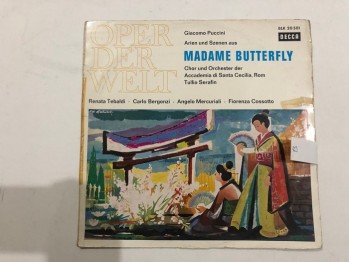 OPER
DER
WELT
Giacomo Puccini
DECCA
Arien und Szenen aus
MADAME BUTTERFLY
Chor und Orchester der
Accademia di Santa Cecilia, Rom
Tullio Serafin
Renata Tebaldi · Carlo Bergonzi · Angelo Mercuriali · Fiorenza Cossotto